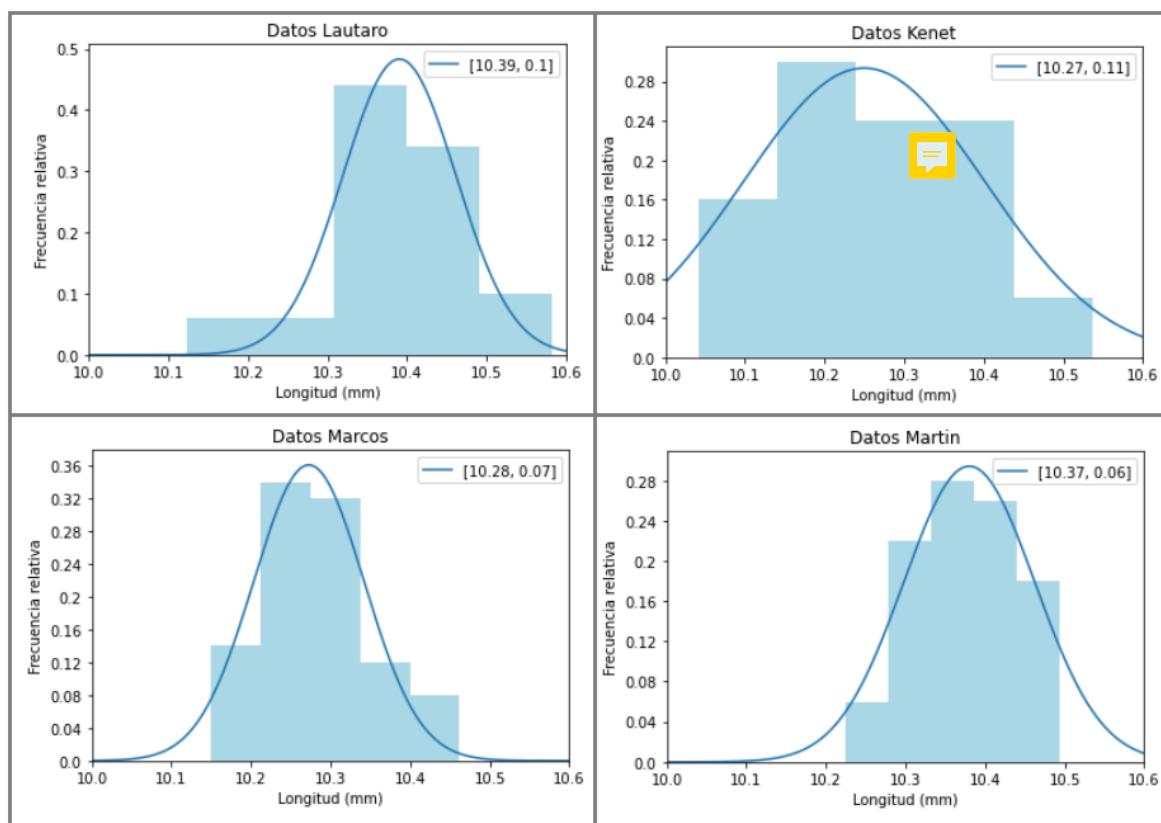 Datos Lautaro
[10.39, 0.1]
Frecuencia relativa
0.5
0.4
0.3
0.2
0.1
0.0
10.0 10.1 10.2 10.3 10.4 10.5 10.6
Longitud (mm)
Datos Kenet
[10.27, 0.11]
Frecuencia relativa
0.28
0.24
0.2
0.16
0.12
0.08
0.04
0.0
10.0 10.1 10.2 10.3 10.4 10.5 10.6
Longitud (mm)
Datos Marcos
[10.28, 0.07]
Frecuencia relativa
0.36
0.32
0.28
0.24
0.2
0.16
0.12
0.08
0.04
0.0
10.0 10.1 10.2 10.3 10.4 10.5 10.6
Longitud (mm)
Datos Martin
[10.37, 0.06]
Frecuencia relativa
0.28
0.24
0.2
0.16
0.12
0.08
0.04
0.0
10.0 10.1 10.2 10.3 10.4 10.5 10.6
Longitud (mm)